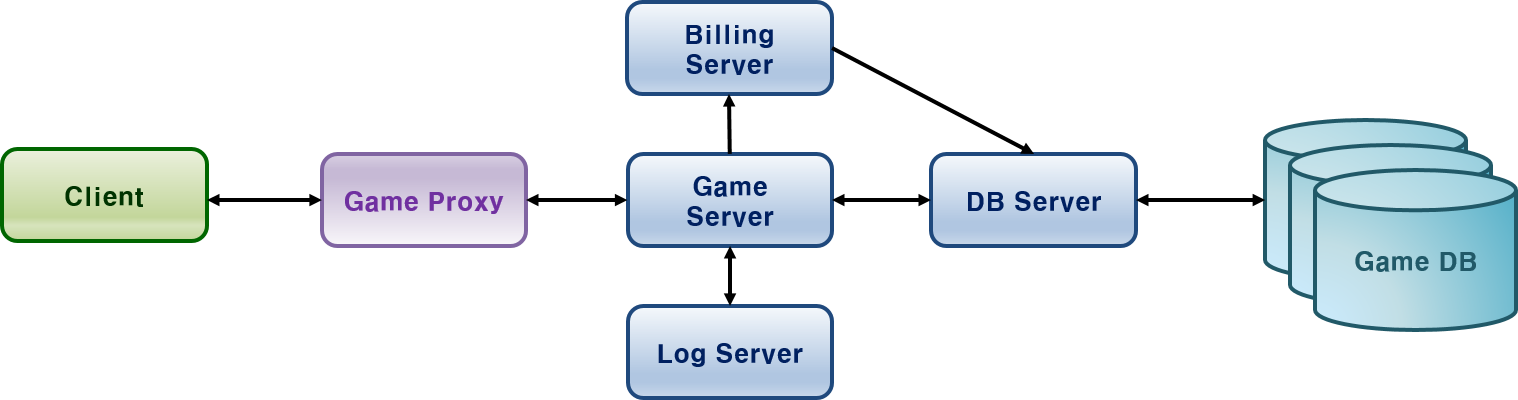 Billing
Server
Client
Game Proxy
Game
Server
DB Server
Game DB
Log Server